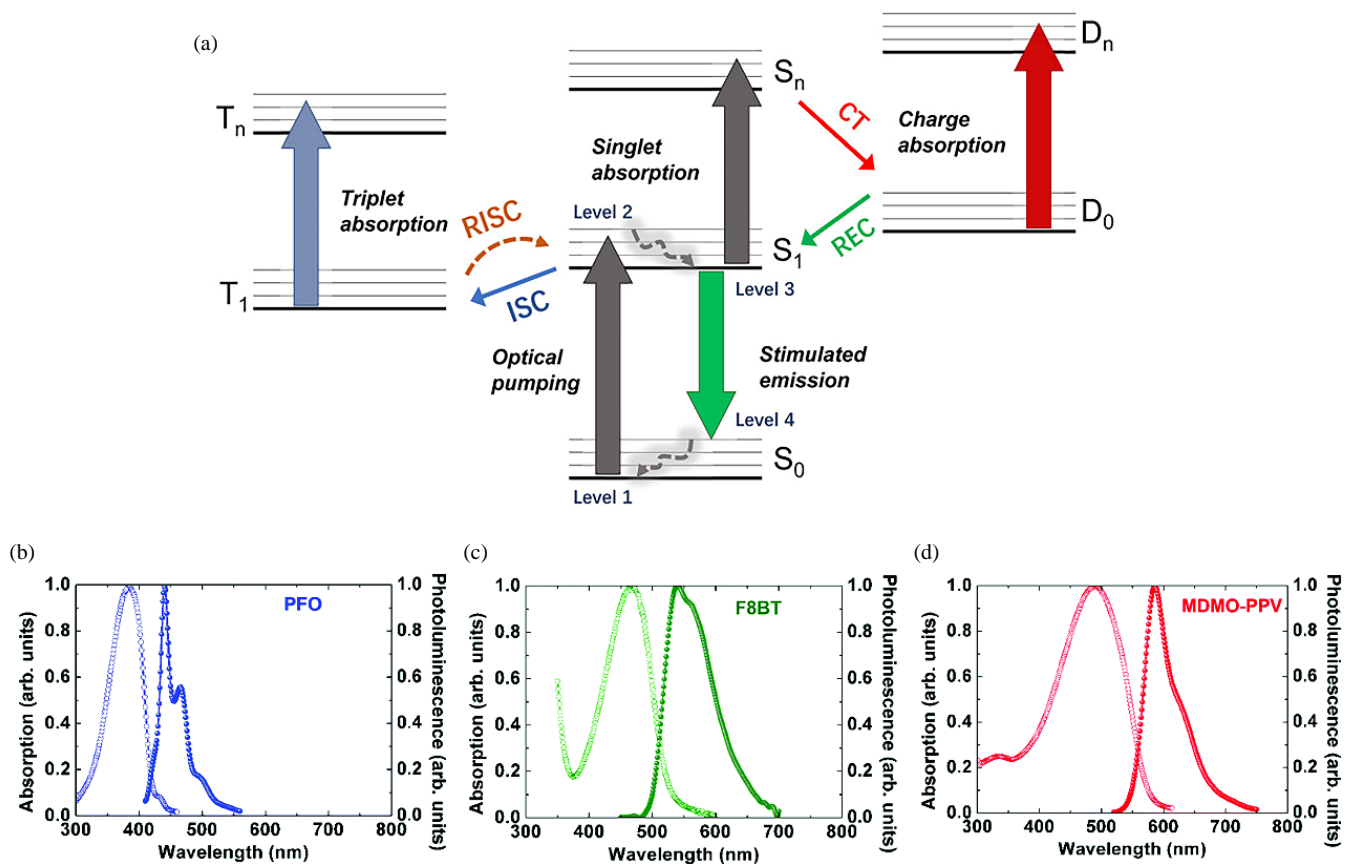 (a)
Tn
T1
Triplet
absorption
RISC
ISC
Sn
Singlet
absorption
Level 2
S1
Level 3
Optical
pumping
Stimulated
emission
Level 4
S0
Level 1
CT
REC
Dn
Charge
absorption
D0
(b)
PFO
Absorption (arb. units)
1.0
0.8
0.6
0.4
0.2
0.0
300 400 500 600 700 800
Wavelength (nm)
1.0
0.8
0.6
0.4
0.2
0.0
Photoluminescence (arb. units)
(c)
F8BT
Absorption (arb. units)
1.0
0.8
0.6
0.4
0.2
0.0
300 400 500 600 700 800
Wavelength (nm)
1.0
0.8
0.6
0.4
0.2
0.0
Photoluminescence (arb. units)
(d)
MDMO-PPV
Absorption (arb. units)
1.0
0.8
0.6
0.4
0.2
0.0
300 400 500 600 700 800
Wavelength (nm)
1.0
0.8
0.6
0.4
0.2
0.0
Photoluminescence (arb. units)